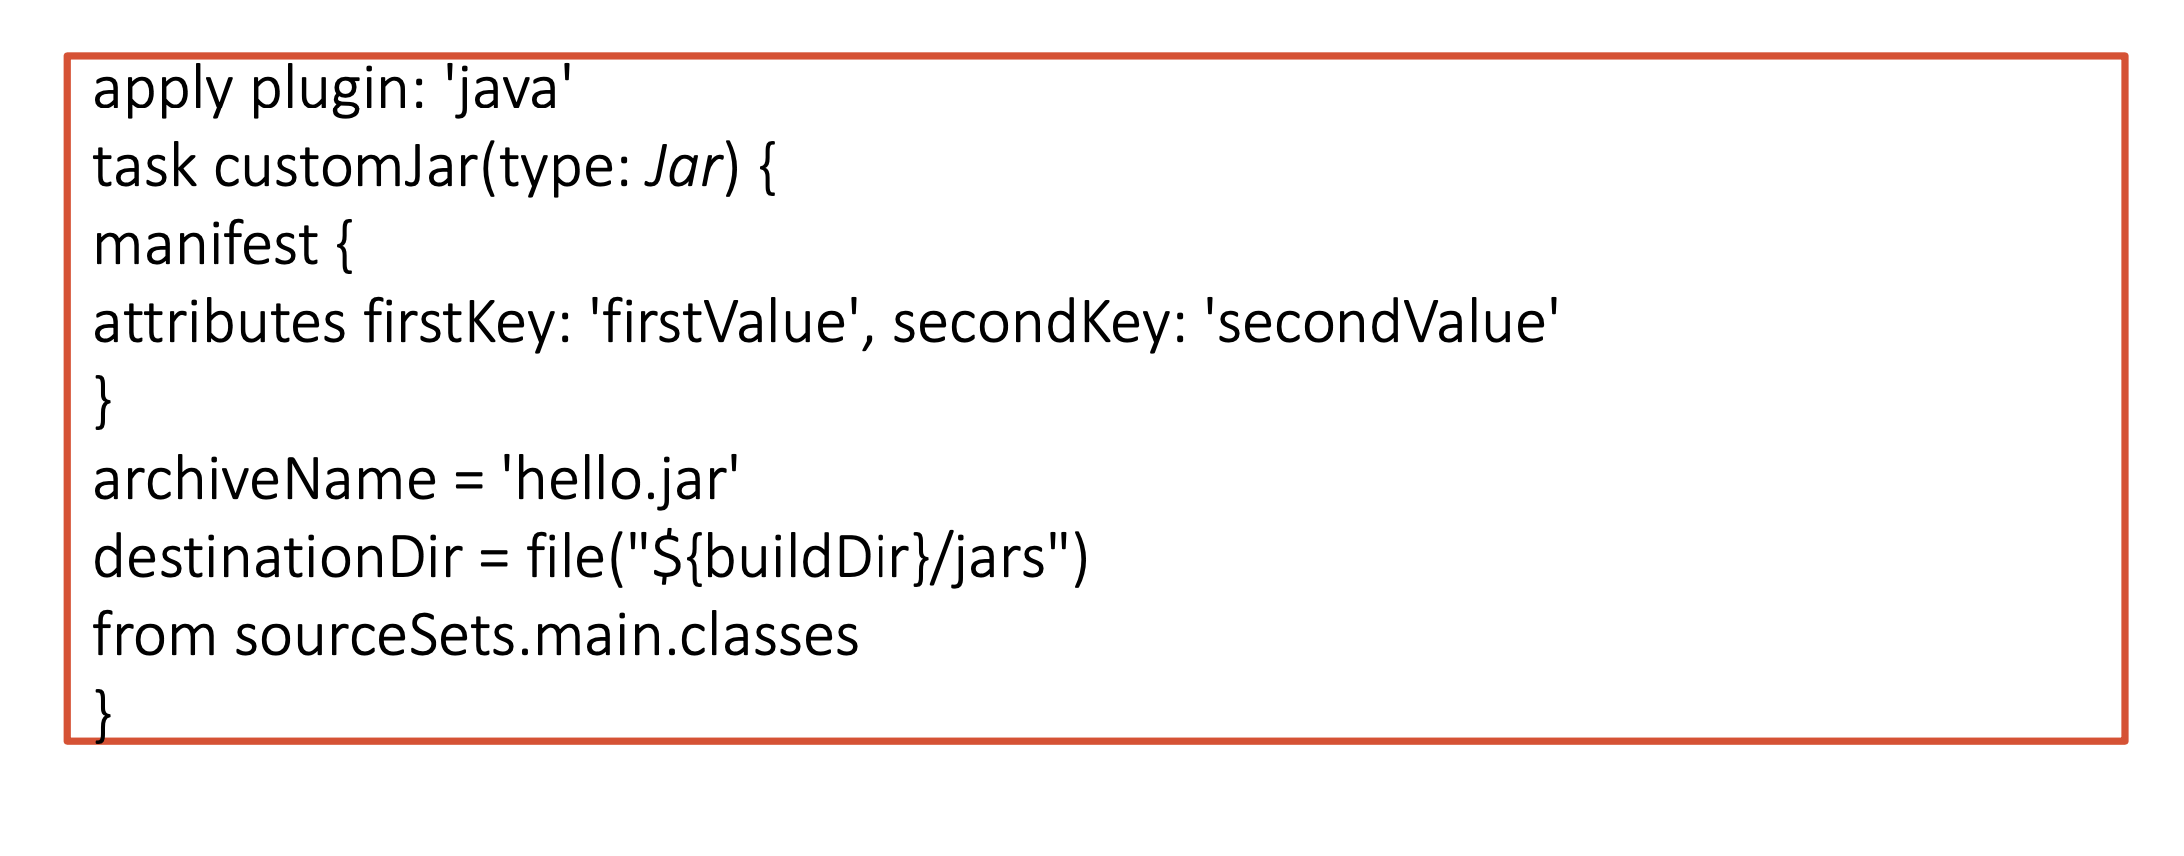 apply plugin: 'java'
task customJar(type: Jar) {
manifest {
attributes firstKey: 'firstValue', secondKey: 'secondValue'
}
archiveName = 'hello.jar'
destinationDir = file("${buildDir}/jars")
from sourceSets.main.classes
}